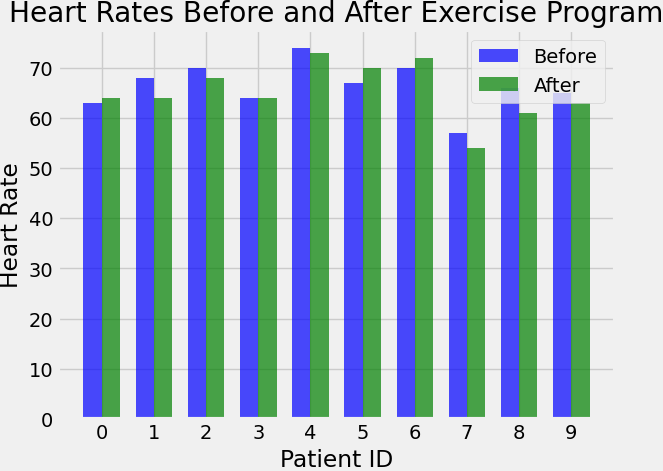 Heart Rates Before and After Exercise Program
Before
After
70
60
50
40
30
20
10
0
Heart Rate
0 1 2 3 4 5 6 7 8 9
Patient ID